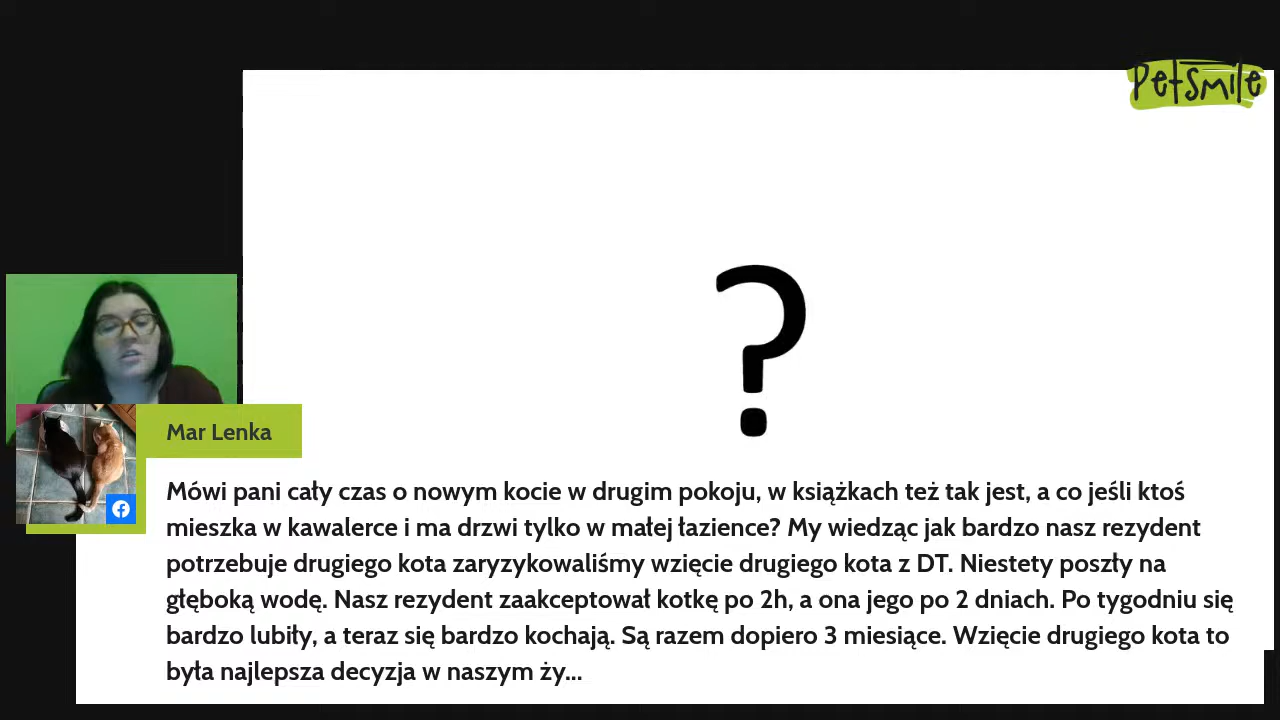 PetSmile
?
Mar Lenka
Mówi pani cały czas o nowym kocie w drugim pokoju, w książkach też tak jest, a co jeśli ktoś
mieszka w kawalerce i ma drzwi tylko w małej łazience? My wiedząc jak bardzo nasz rezydent
potrzebuje drugiego kota zaryzykowaliśmy wzięcie drugiego kota z DT. Niestety poszły na
głęboką wodę. Nasz rezydent zaakceptował kotkę po 2h, a ona jego po 2 dniach. Po tygodniu się
bardzo lubiły, a teraz się bardzo kochają. Są razem dopiero 3 miesiące. Wzięcie drugiego kota to
była najlepsza decyzja w naszym ży...